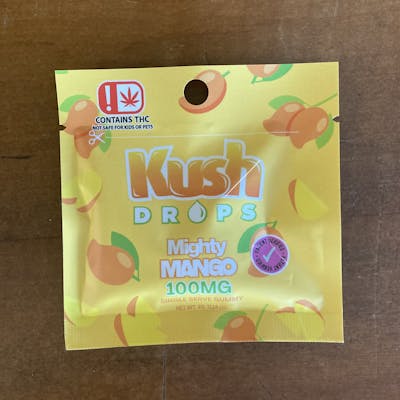 CONTAINS THC
NOT SAFE FOR KIDS OR PETS
Kush
DROPS
Mighty
MANGO
100MG
SINGLE SERVE GUMMY